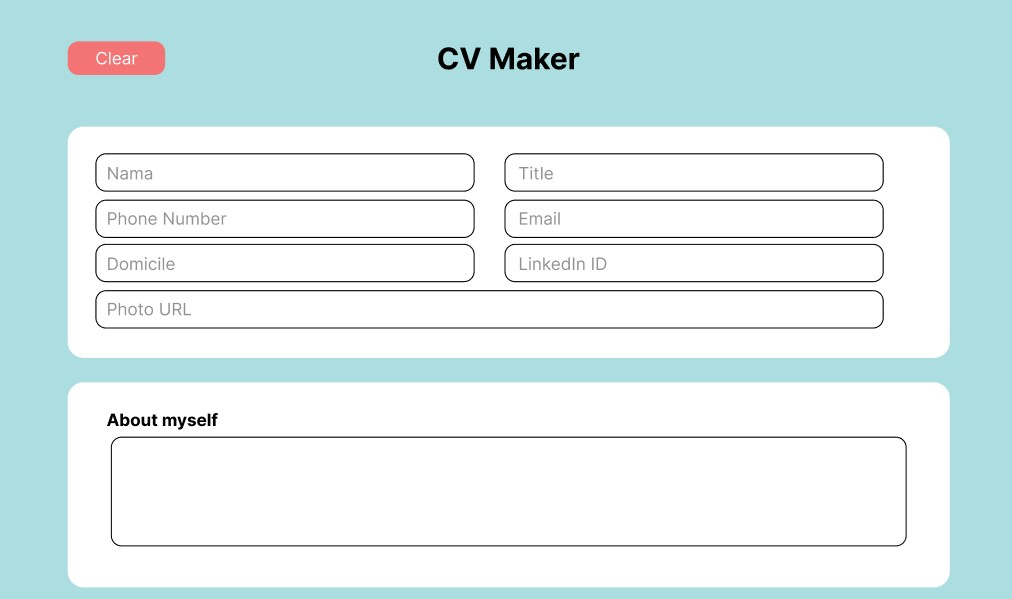 Clear
CV Maker
Nama
Title
Phone Number
Email
Domicile
LinkedIn ID
Photo URL
About myself